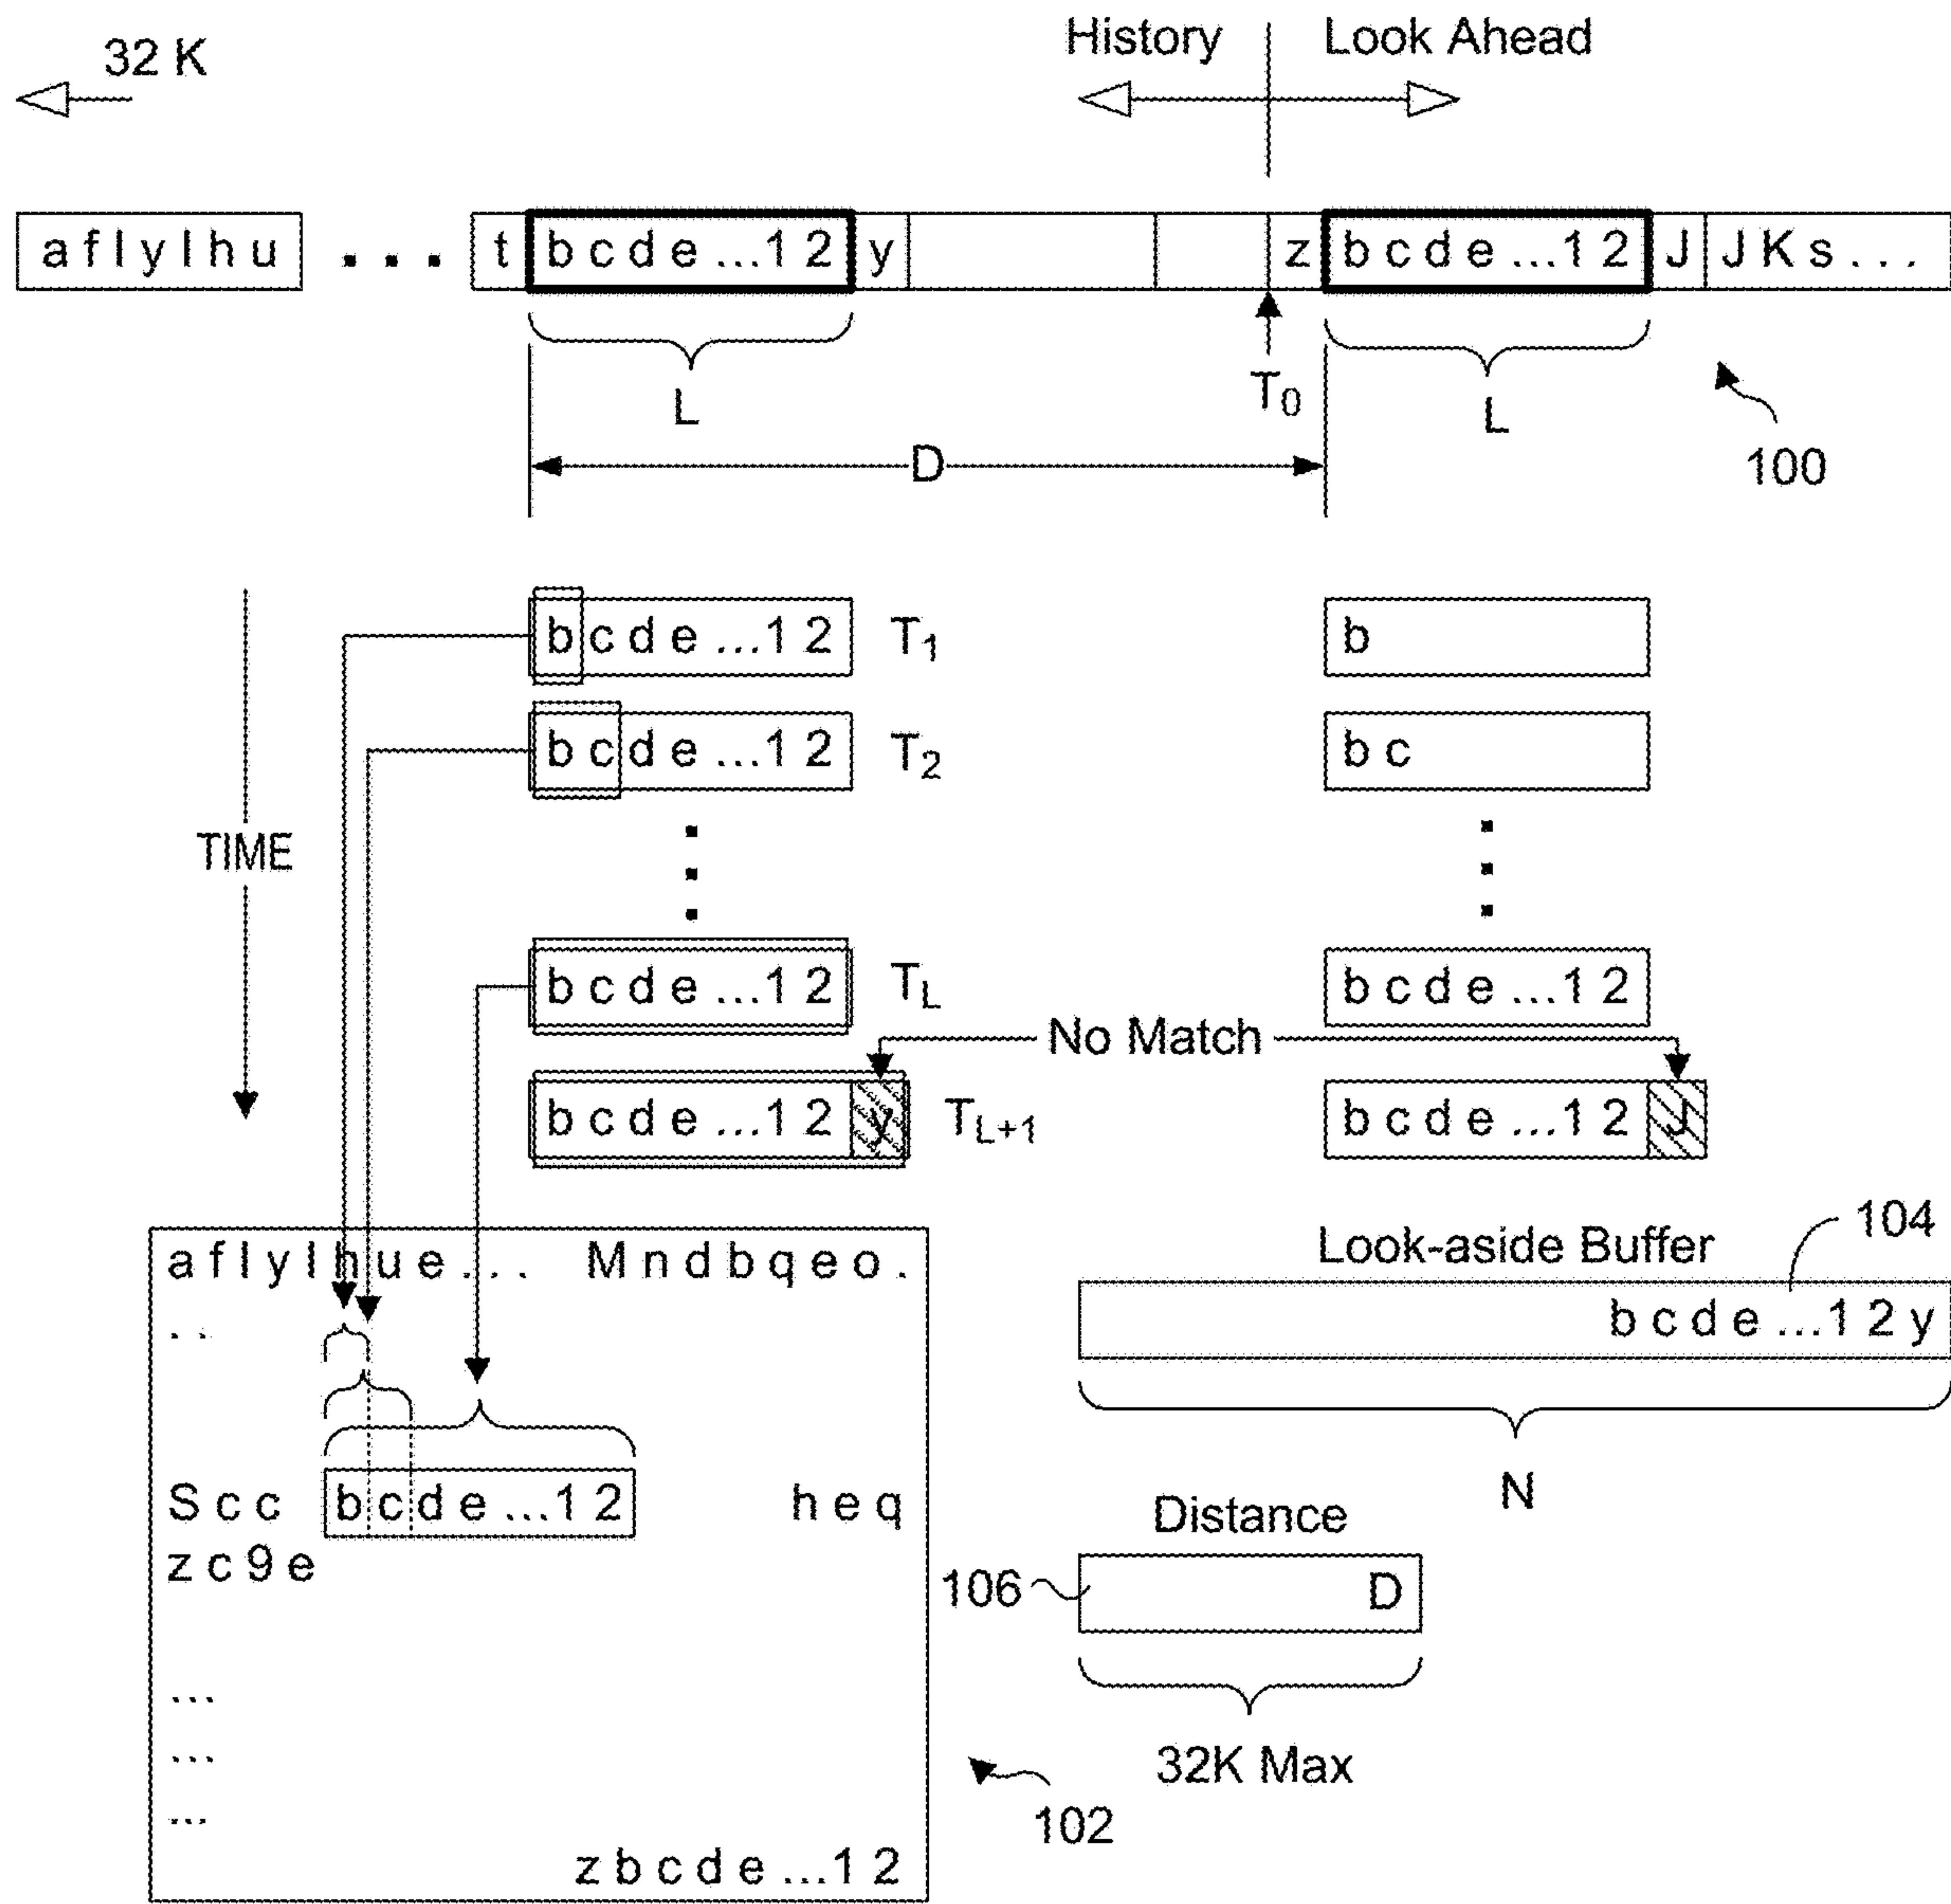 32 K
History Look Ahead
a f l y l h u ... t b c d e ...1 2 y z b c d e ...1 2 J J K s ...
L T0 L
D 100
b c d e ...1 2 T1 b
b c d e ...1 2 T2 b c
TIME
b c d e ...1 2 TL b c d e ...1 2
No Match
b c d e ...1 2 y TL+1 b c d e ...1 2 J
a f l y l h u e ... M n d b q e o .
. .
S c c b c d e ...1 2 h e q
z c 9 e
...
...
...
z b c d e ...1 2
102
Look-aside Buffer 104
b c d e ...1 2 y
N
Distance
106 D
32K Max